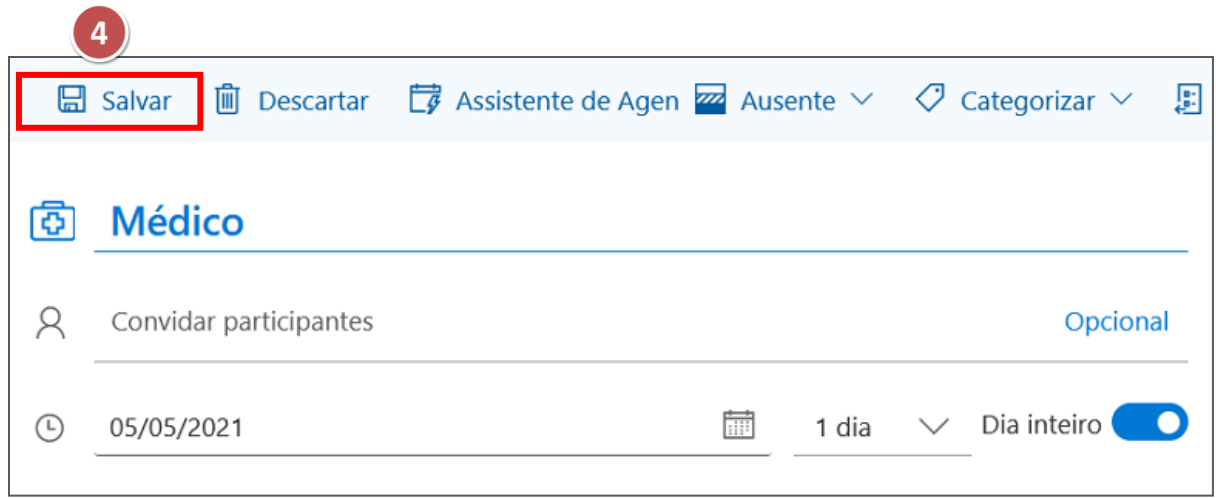 4
Salvar Descartar Assistente de Agen Ausente Categorizar
Médico
Convidar participantes Opcional
05/05/2021 1 dia Dia inteiro